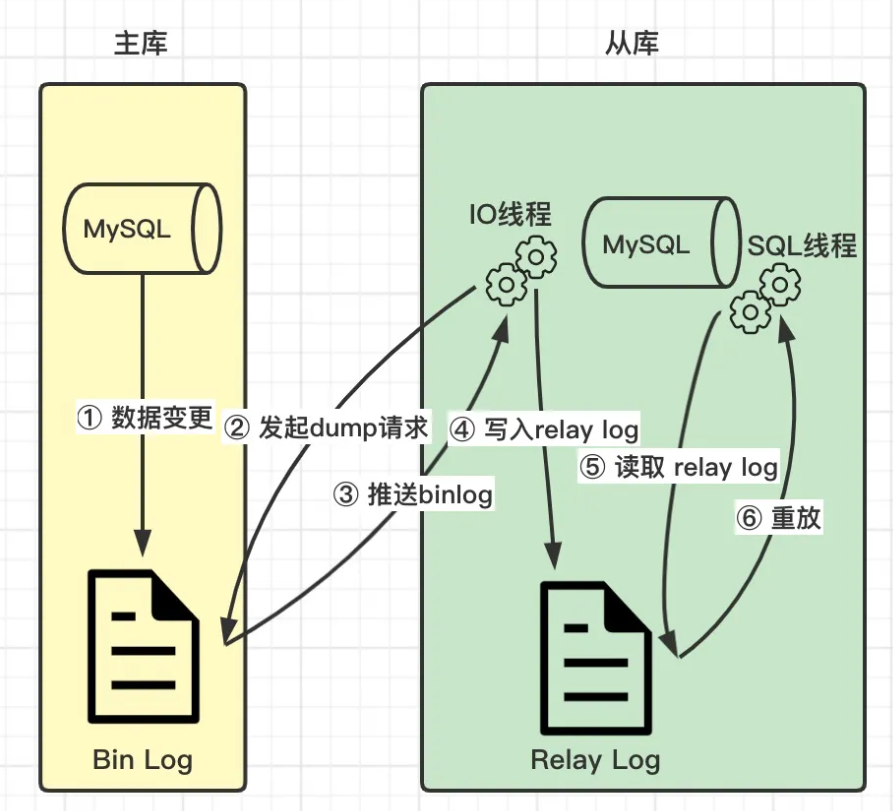 主库
从库
MySQL
IO线程
MySQL
SQL线程
① 数据变更
② 发起dump请求
④ 写入relay log
⑤ 读取 relay log
③ 推送binlog
⑥ 重放
Bin Log
Relay Log